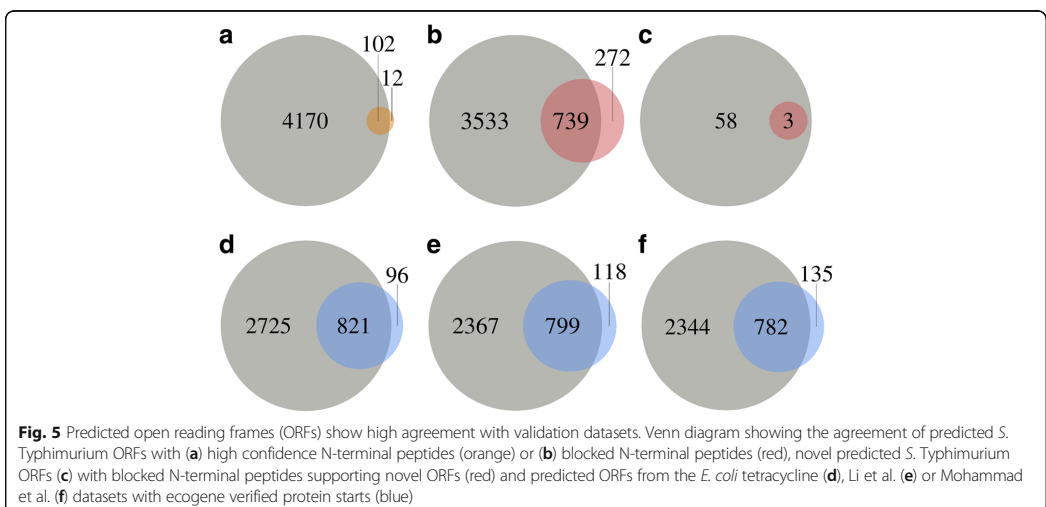 a
102
12
4170
b
272
3533
739
c
58
3
d
96
2725
821
e
118
2367
799
f
135
2344
782
Fig. 5 Predicted open reading frames (ORFs) show high agreement with validation datasets. Venn diagram showing the agreement of predicted S.
Typhimurium ORFs with (a) high confidence N-terminal peptides (orange) or (b) blocked N-terminal peptides (red), novel predicted S. Typhimurium
ORFs (c) with blocked N-terminal peptides supporting novel ORFs (red) and predicted ORFs from the E. coli tetracycline (d), Li et al. (e) or Mohammad
et al. (f) datasets with ecogene verified protein starts (blue)